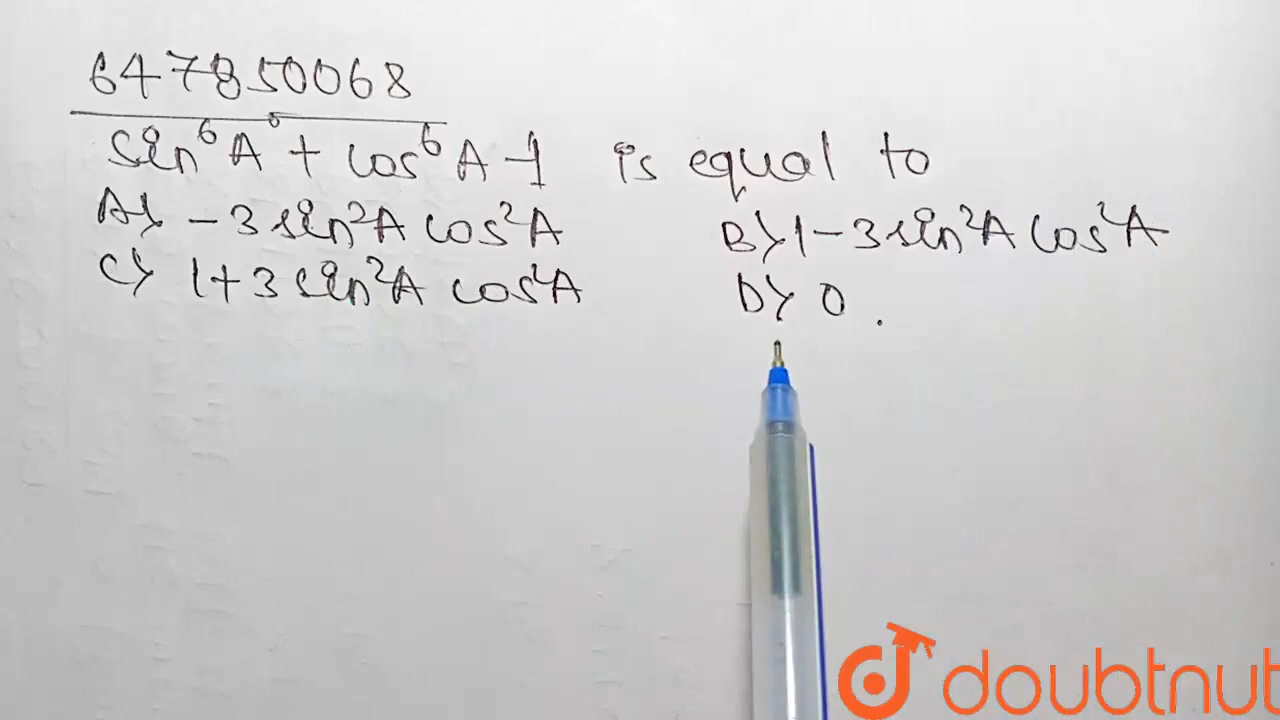 647850068
sin⁶A + cos⁶A - 1 is equal to
A> - 3 sin²A cos²A B> 1 - 3 sin²A cos²A
C> 1 + 3 sin²A cos²A D> 0.
doubtnut